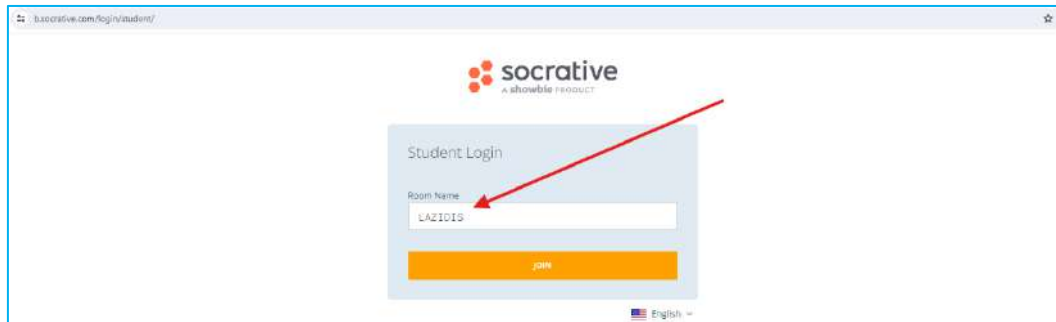 b.socrative.com/login/student/
socrative
A showbie PRODUCT
Student Login
Room Name
LAZIDIS
JOIN
English